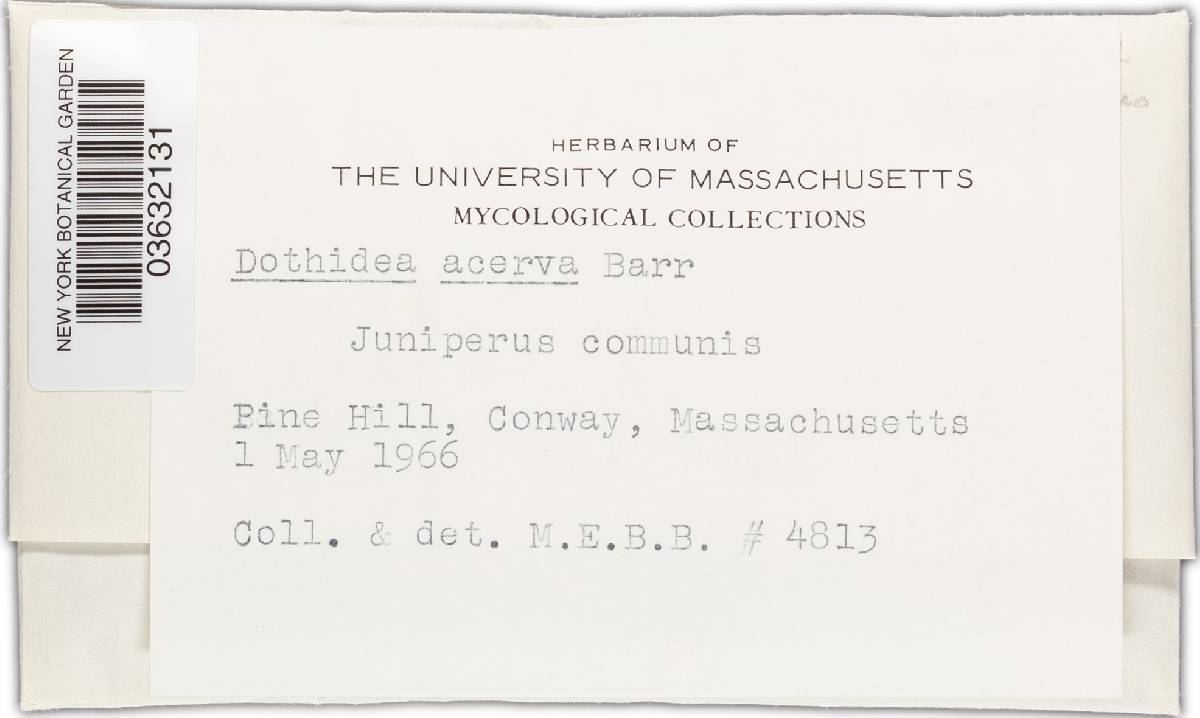 NEW YORK BOTANICAL GARDEN
03632131
HERBARIUM OF
THE UNIVERSITY OF MASSACHUSETTS
MYCOLOGICAL COLLECTIONS
Dothidea acerva Barr
Juniperus communis
Pine Hill, Conway, Massachusetts
1 May 1966
Coll. & det. M.E.B.B. # 4813